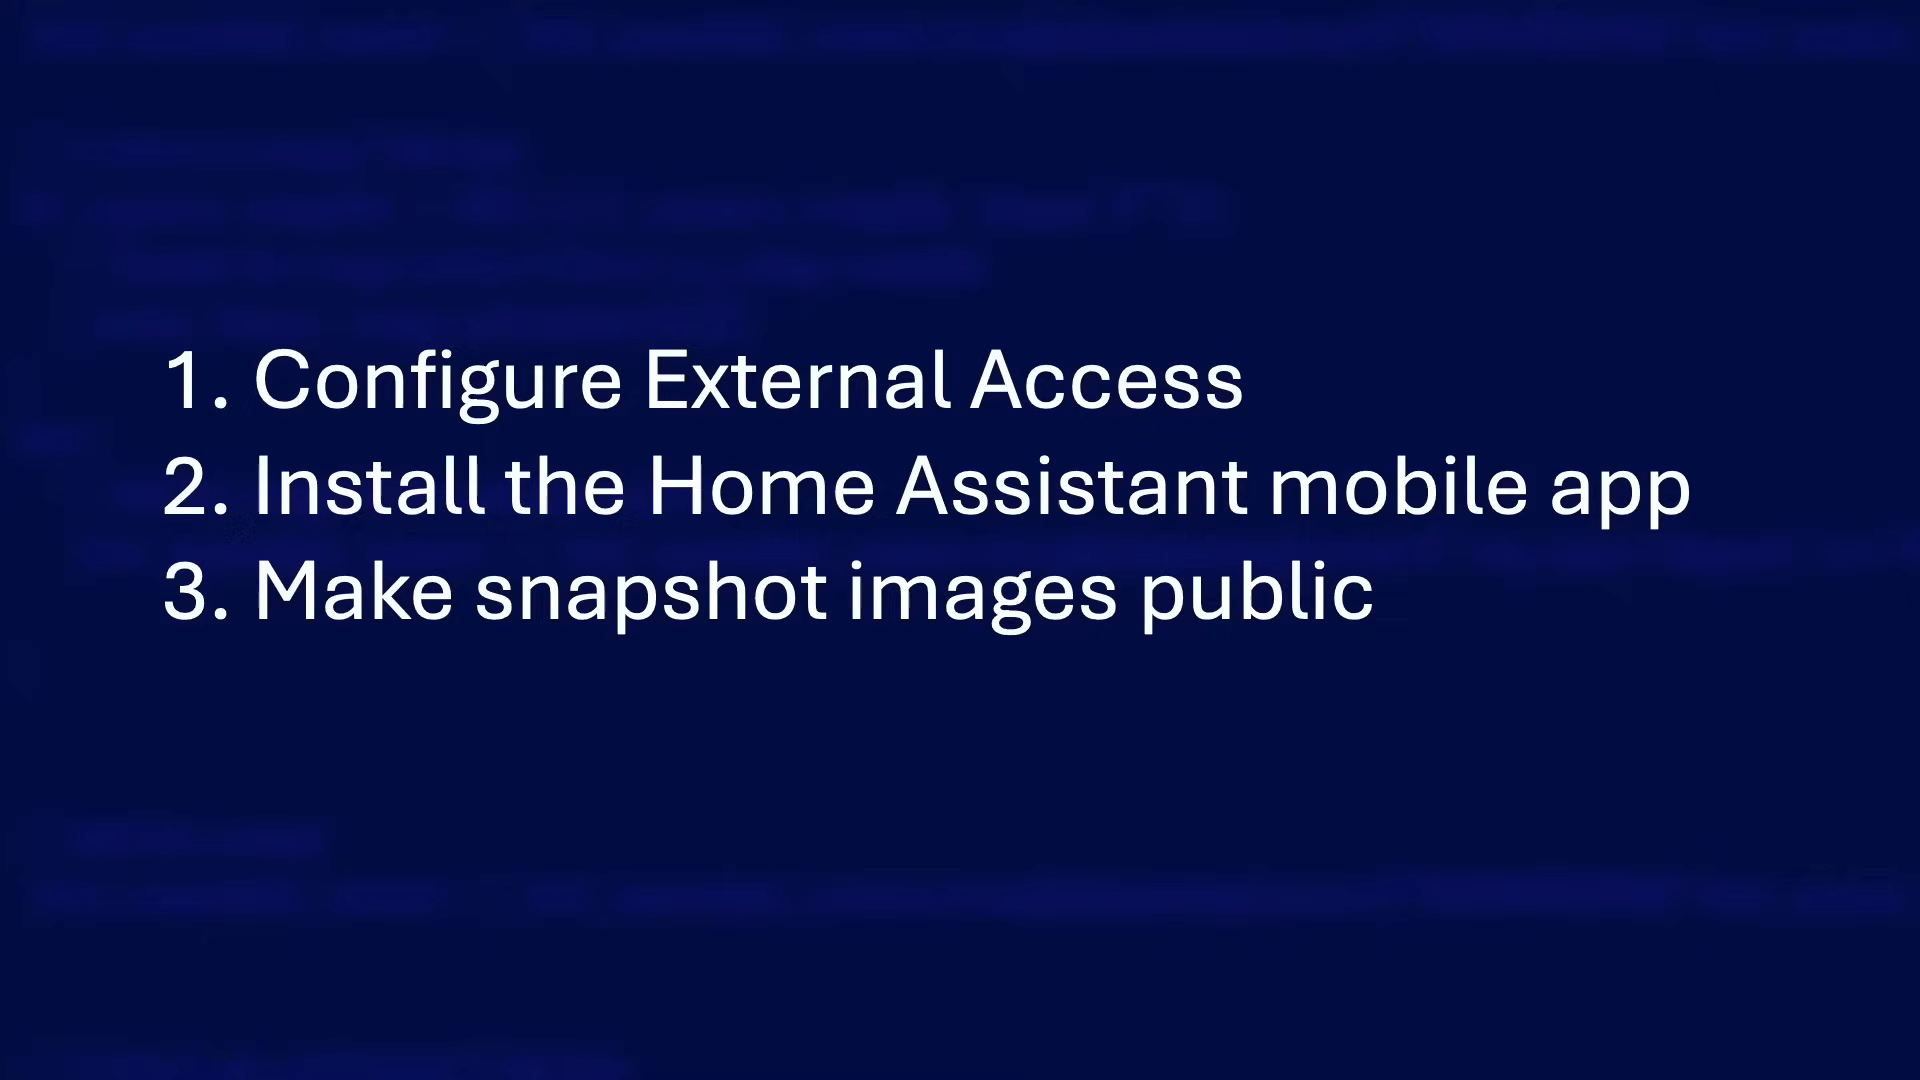 1. Configure External Access
2. Install the Home Assistant mobile app
3. Make snapshot images public